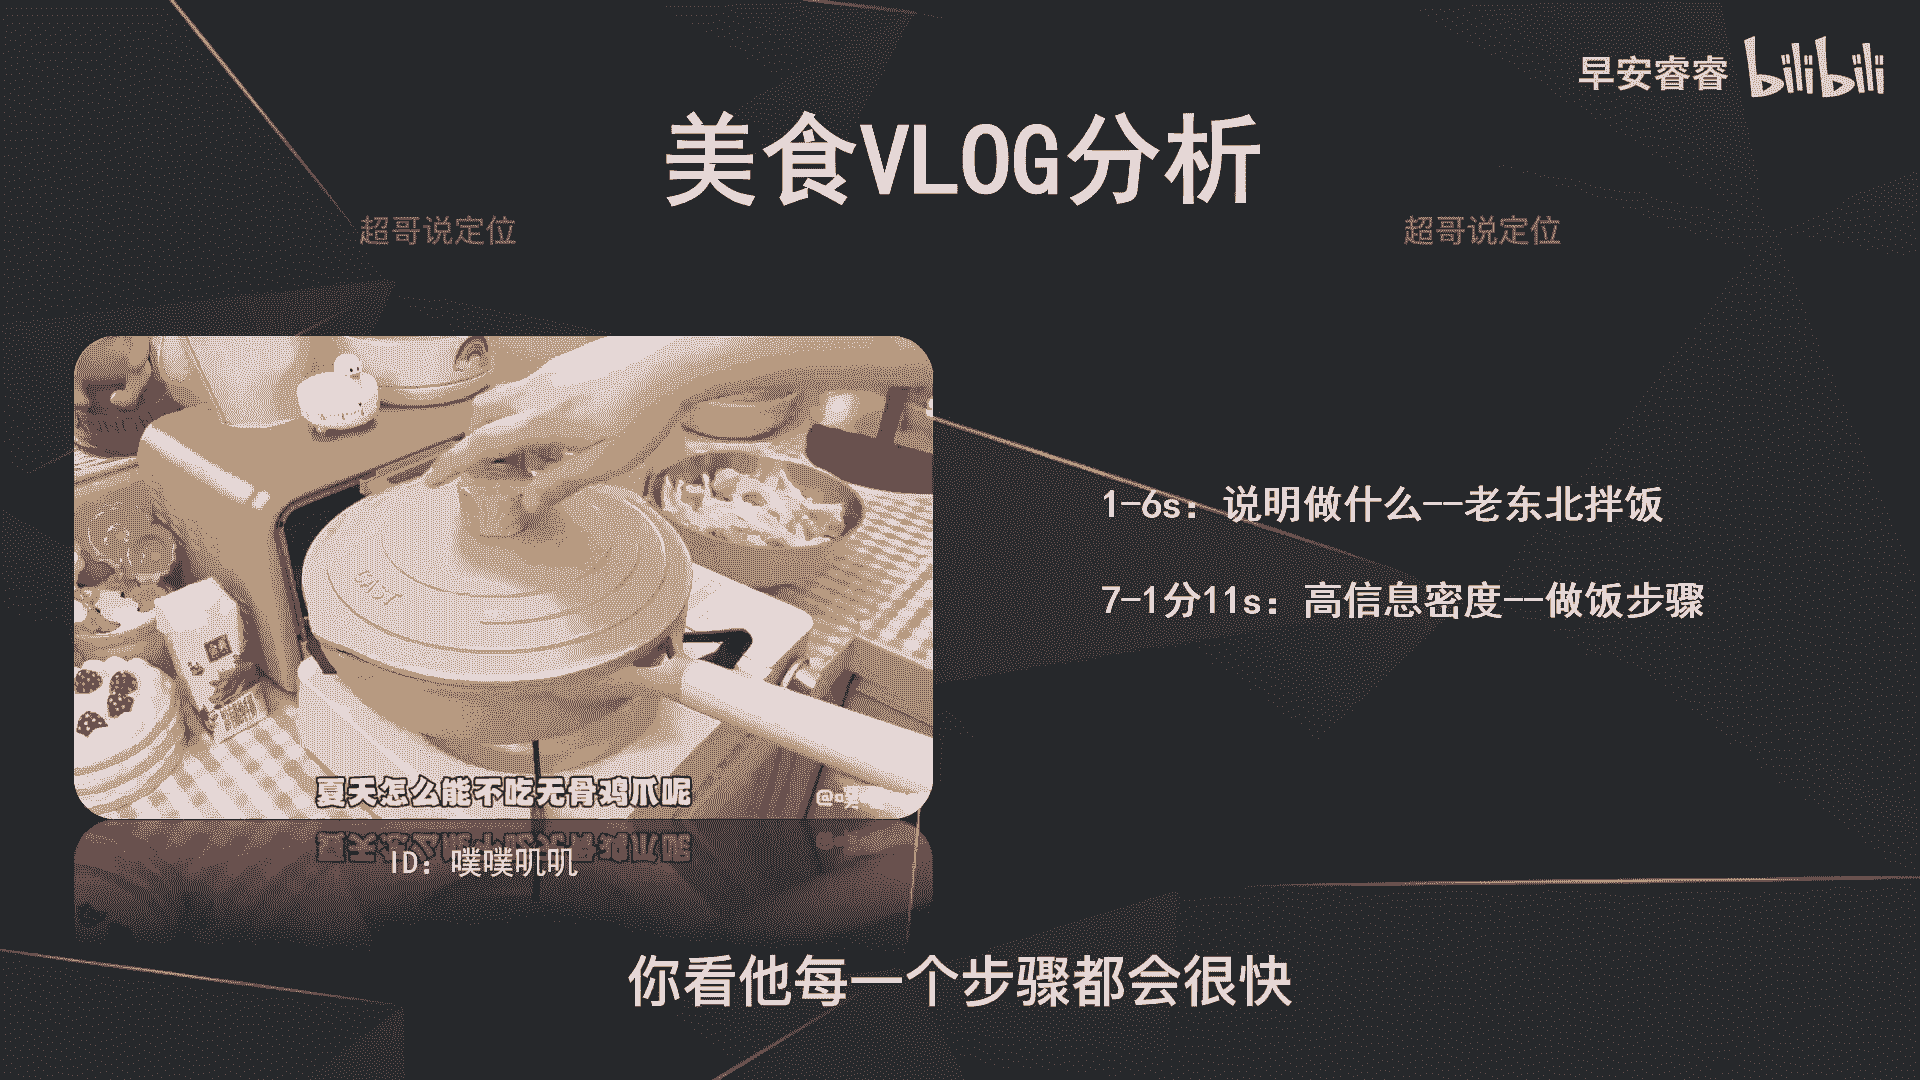 早安睿睿 bilibili
美食VLOG分析
超哥说定位
超哥说定位
1-6s：说明做什么--老东北拌饭
7-1分11s：高信息密度--做饭步骤
CAST
夏天怎么能不吃无骨鸡爪呢
ID：噗噗叽叽
你看他每一个步骤都会很快